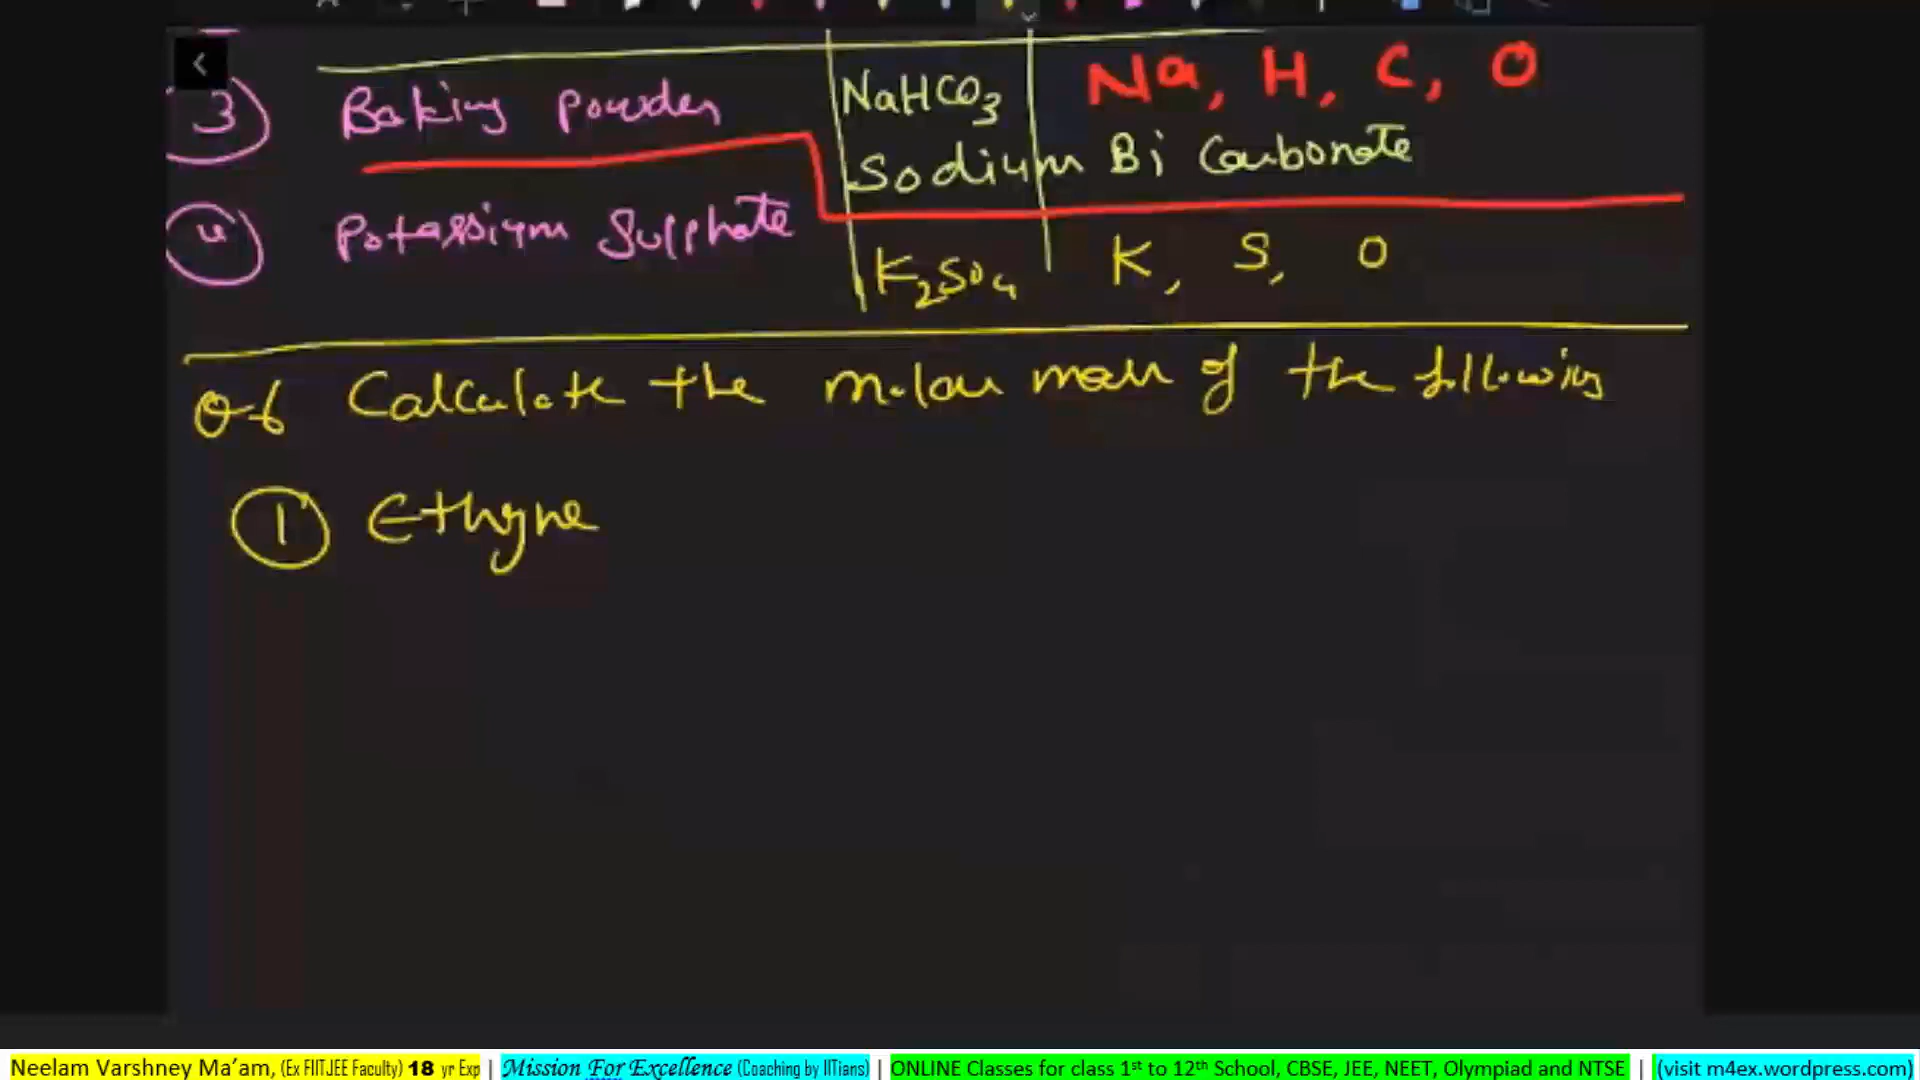 3 Baking Powder NaHCO3 Na, H, C, O
Sodium Bi Carbonate
4 Potassium Sulphate K2SO4 K, S, O
Q-6 Calculate the molar mass of the following
1 Ethyne
Neelam Varshney Ma'am, (Ex FIITJEE Faculty) 18 yr Exp | Mission For Excellence (Coaching by IITians) | ONLINE Classes for class 1st to 12th School, CBSE, JEE, NEET, Olympiad and NTSE | (visit m4ex.wordpress.com)